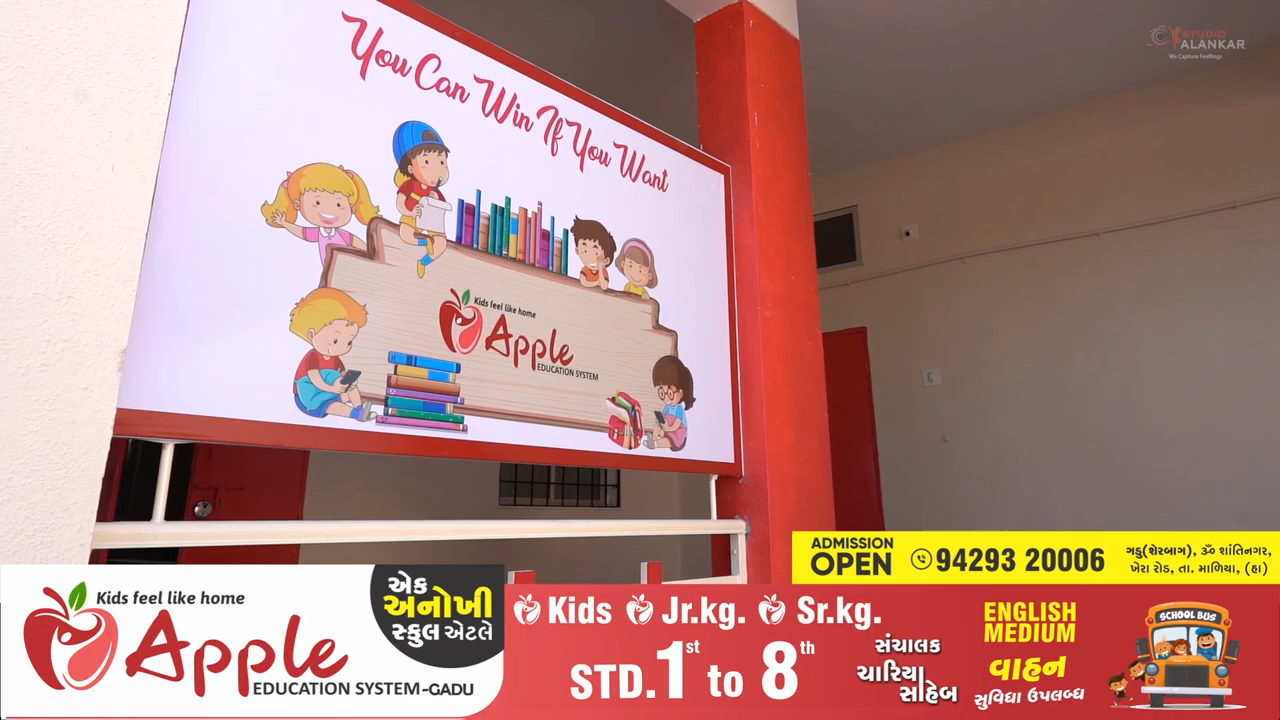 STUDIO
ALANKAR
We Capture Feelings
You Can Win If You Want
Kids feel like home
Apple
EDUCATION SYSTEM
ADMISSION
OPEN
94293 20006
ગડુ(શેરબાગ), ૐ શાંતિનગર,
ખેરા રોડ, તા. માળિયા, (હા)
Kids feel like home
Apple
EDUCATION SYSTEM-GADU
એક
અનોખી
સ્કુલ એટલે
Kids Jr.kg. Sr.kg.
STD.1st to 8th
સંચાલક
ચારિયા
સાહેબ
ENGLISH
MEDIUM
વાહન
સુવિધા ઉપલબ્ધ
SCHOOL BUS